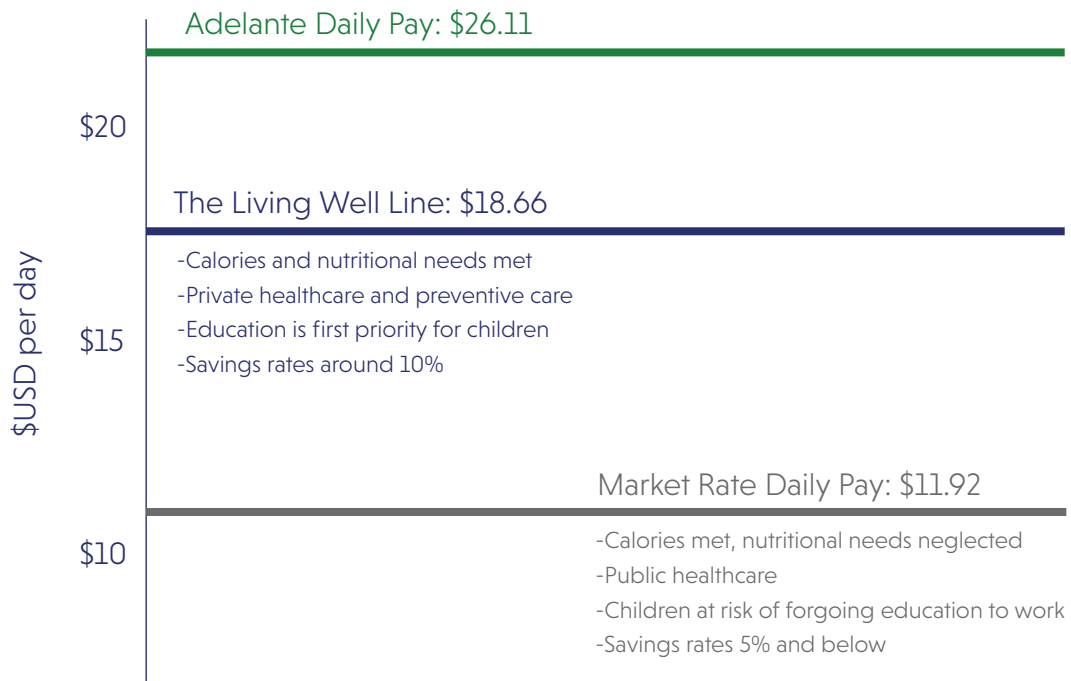 Adelante Daily Pay: $26.11
$20
The Living Well Line: $18.66
-Calories and nutritional needs met
-Private healthcare and preventive care
-Education is first priority for children
-Savings rates around 10%
$USD per day
$15
Market Rate Daily Pay: $11.92
$10
-Calories met, nutritional needs neglected
-Public healthcare
-Children at risk of forgoing education to work
-Savings rates 5% and below